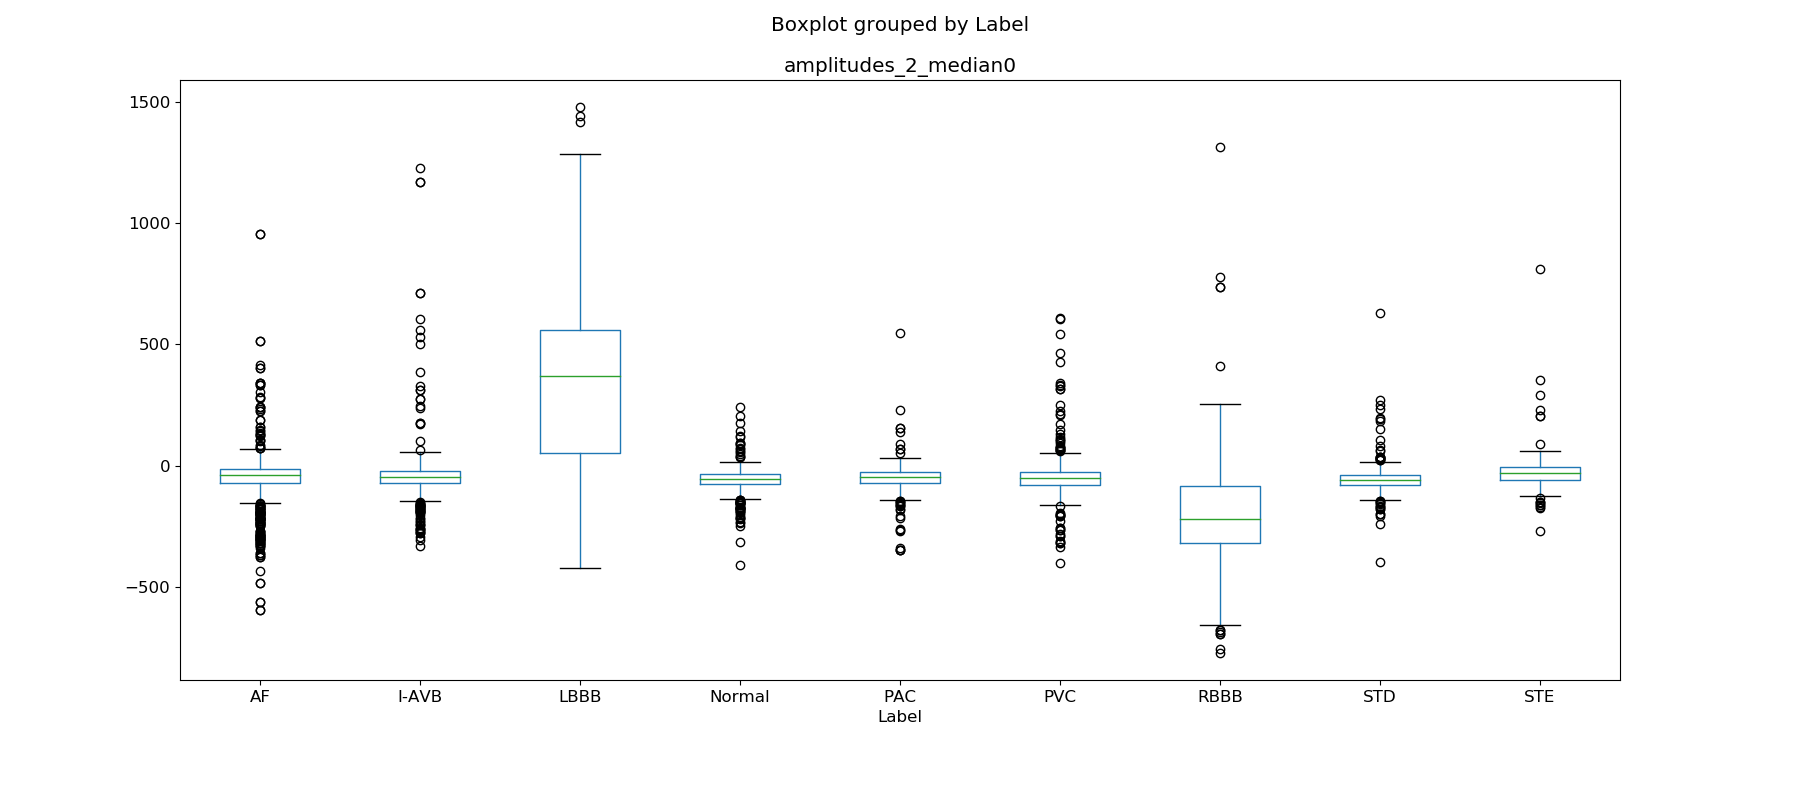 Boxplot grouped by Label
amplitudes_2_median0
1500
1000
500
0
−500
AF I-AVB LBBB Normal PAC PVC RBBB STD STE
Label